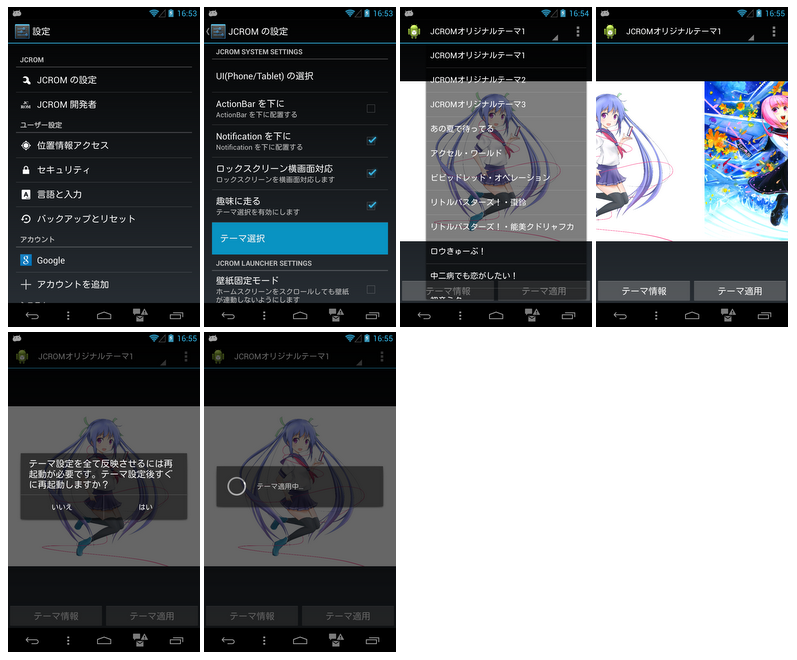 16:53
設定
JCROM
JCROM の設定
JCROM 開発者
ユーザー設定
位置情報アクセス
セキュリティ
言語と入力
バックアップとリセット
アカウント
Google
アカウントを追加
16:53
JCROM の設定
JCROM SYSTEM SETTINGS
UI(Phone/Tablet) の選択
ActionBar を下に
ActionBar を下に配置する
Notification を下に
Notification を下に配置する
ロックスクリーン横画面対応
ロックスクリーンを横画面対応します
趣味に走る
テーマ選択を有効にします
テーマ選択
JCROM LAUNCHER SETTINGS
壁紙固定モード
ホームスクリーンをスクロールしても壁紙
が連動しないようにします
16:54
JCROMオリジナルテーマ1
JCROMオリジナルテーマ1
JCROMオリジナルテーマ2
JCROMオリジナルテーマ3
あの夏で待ってる
アクセル・ワールド
ビビッドレッド・オペレーション
リトルバスターズ！・棗鈴
リトルバスターズ！・能美クドリャフカ
ロウきゅーぶ！
中二病でも恋がしたい！
テーマ情報
テーマ適用
16:55
JCROMオリジナルテーマ1
テーマ情報
テーマ適用
16:55
JCROMオリジナルテーマ1
テーマ設定を全て反映させるには再
起動が必要です。テーマ設定後すぐ
に再起動しますか？
いいえ
はい
テーマ情報
テーマ適用
16:55
JCROMオリジナルテーマ1
テーマ適用中...
テーマ情報
テーマ適用